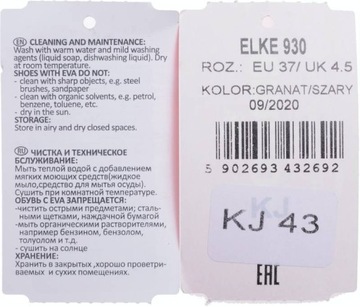 EN CLEANING AND MAINTENANCE:
Wash with warm water and mild washing
agents (liquid soap, dishwashing liquid). Dry
at room temperature.
SHOES WITH EVA DO NOT:
- clean with sharp objects, e.g. steel
brushes, sandpaper
- clean with organic solvents, e.g. petrol,
benzene, toluene, etc.
- dry in the sun.
STORAGE:
Store in airy and dry closed spaces.
RU ЧИСТКА И ТЕХНИЧЕСКОЕ
БСЛУЖИВАНИЕ:
Мыть теплой водой с добавлением
мягких моющих средств(жидкое
мыло,средство для мытья осуды).
Сушить при комнатной температуре.
ОБУВЬ С EVA ЗАПРЕЩАЕТСЯ:
-чистить острыми предметами; сталь-
ными щетками, наждачной бумагой
- мыть органическими растворителями,
например бензином, бензолом,
толуолом и т.д.
- сушить на солнце
ХРАНЕНИЕ:
Хранить в закрытых ,хорошо проветри-
ваемых и сухих помещениях.
ELKE 930
ROZ.: EU 37/ UK 4.5
KOLOR:GRANAT/SZARY
09/2020
5 902693 432692
KJ
KJ 43
EAC